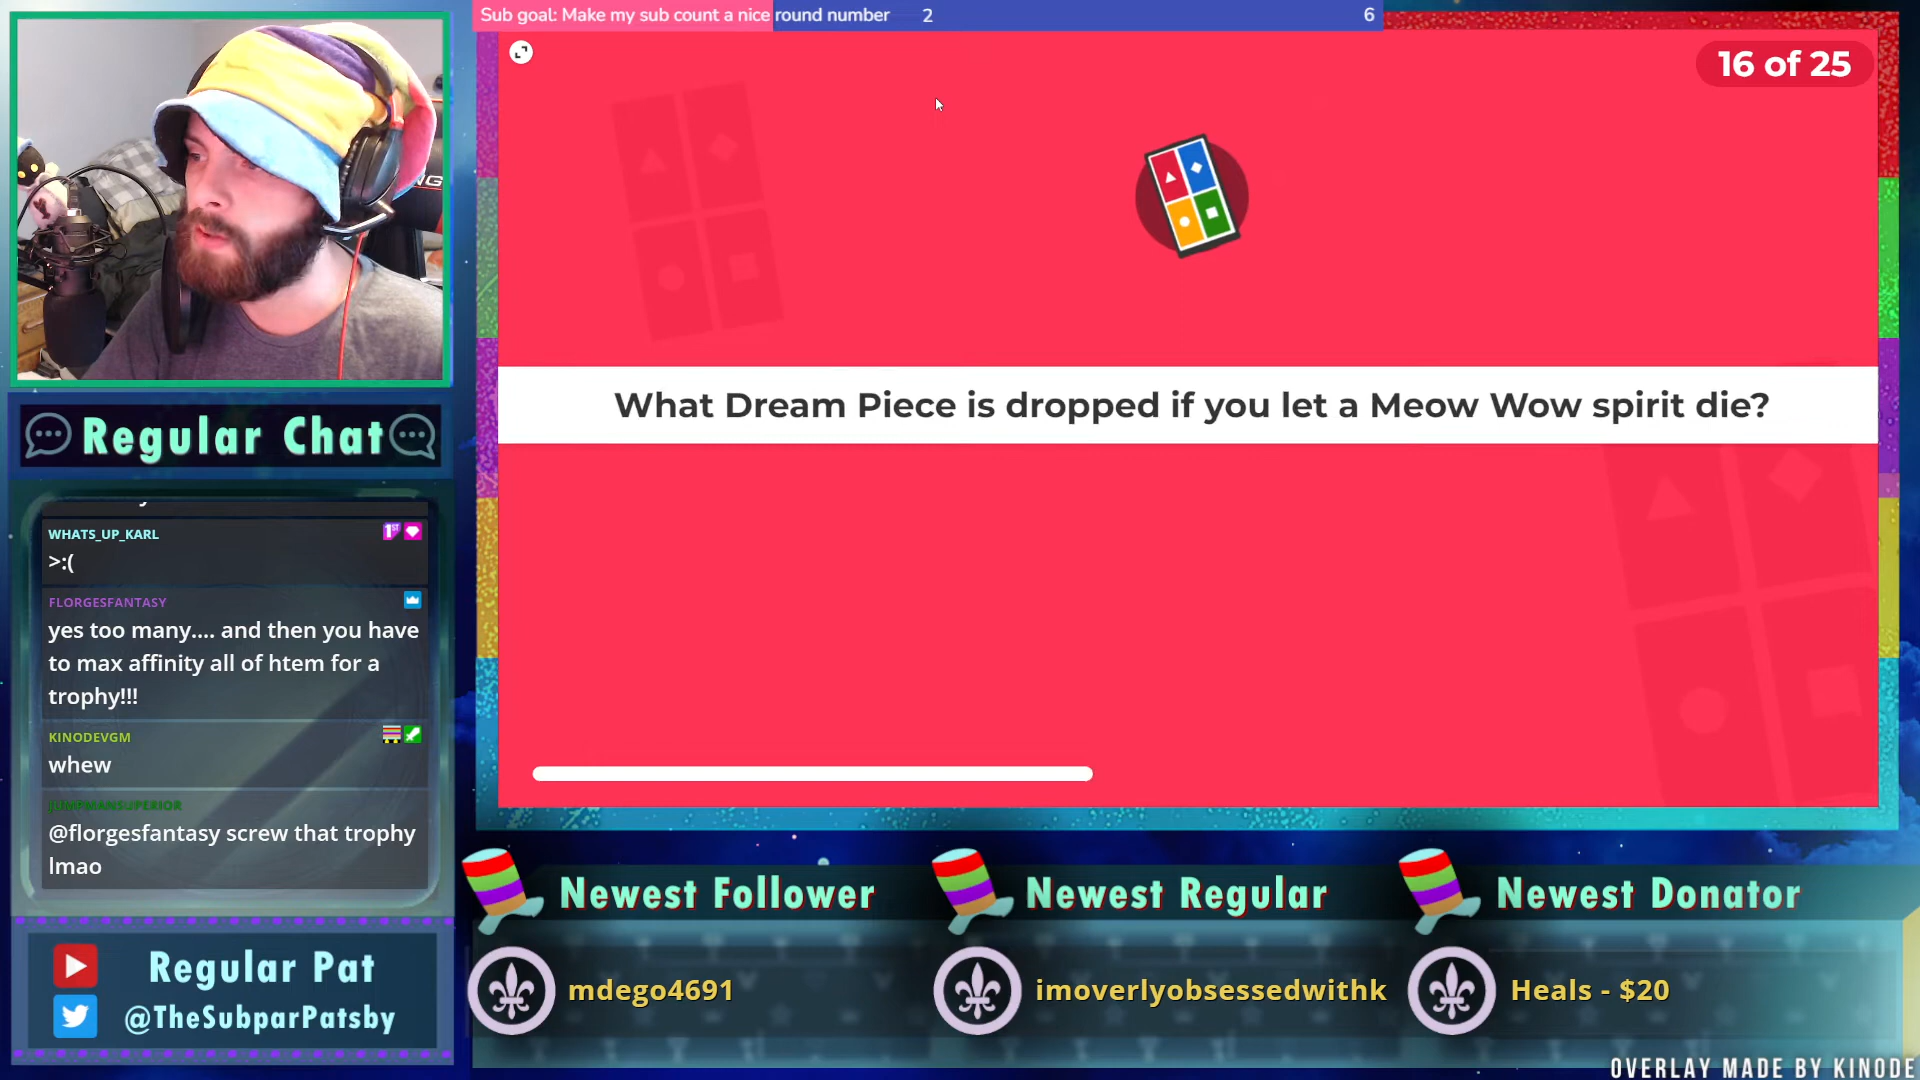 Sub goal: Make my sub count a nice round number 2 6
16 of 25
What Dream Piece is dropped if you let a Meow Wow spirit die?
Regular Chat
WHATS_UP_KARL
>:(
FLORGESFANTASY
yes too many.... and then you have
to max affinity all of htem for a
trophy!!!
KINODEVGM
whew
JUMPMANSUPERIOR
@florgesfantasy screw that trophy
lmao
Regular Pat
@TheSubparPatsby
Newest Follower
mdego4691
Newest Regular
imoverlyobsessedwithk
Newest Donator
Heals - $20
OVERLAY MADE BY KINODE